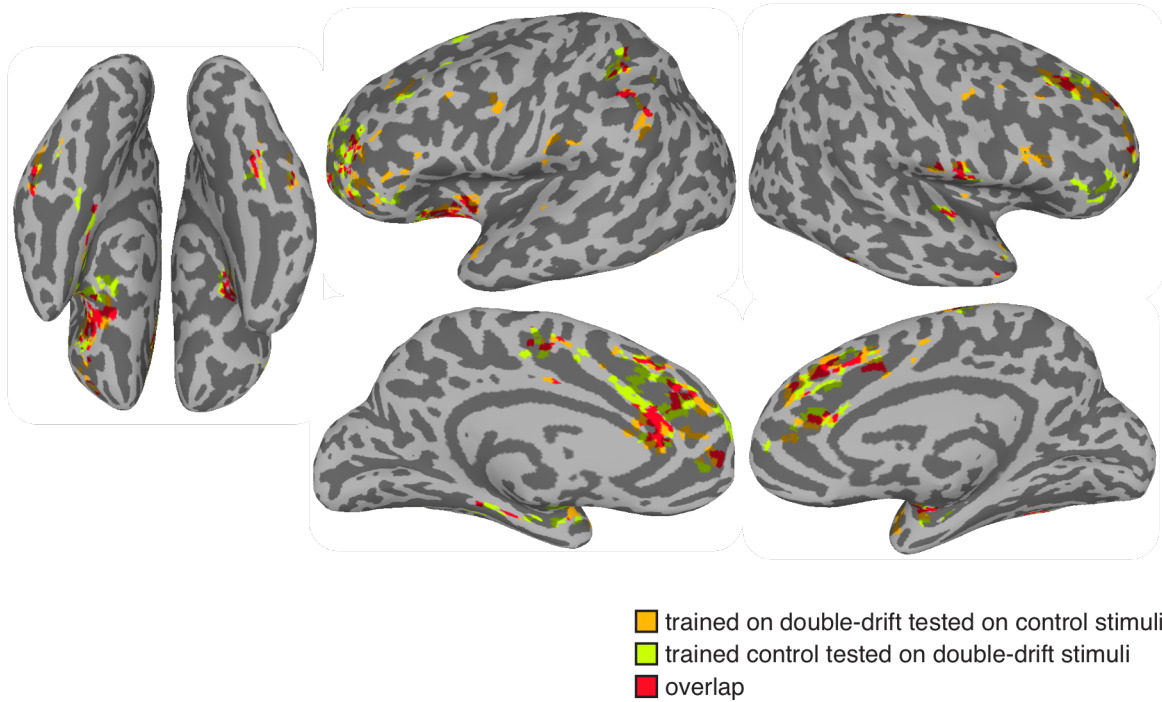 trained on double-drift tested on control stimuli
trained control tested on double-drift stimuli
overlap